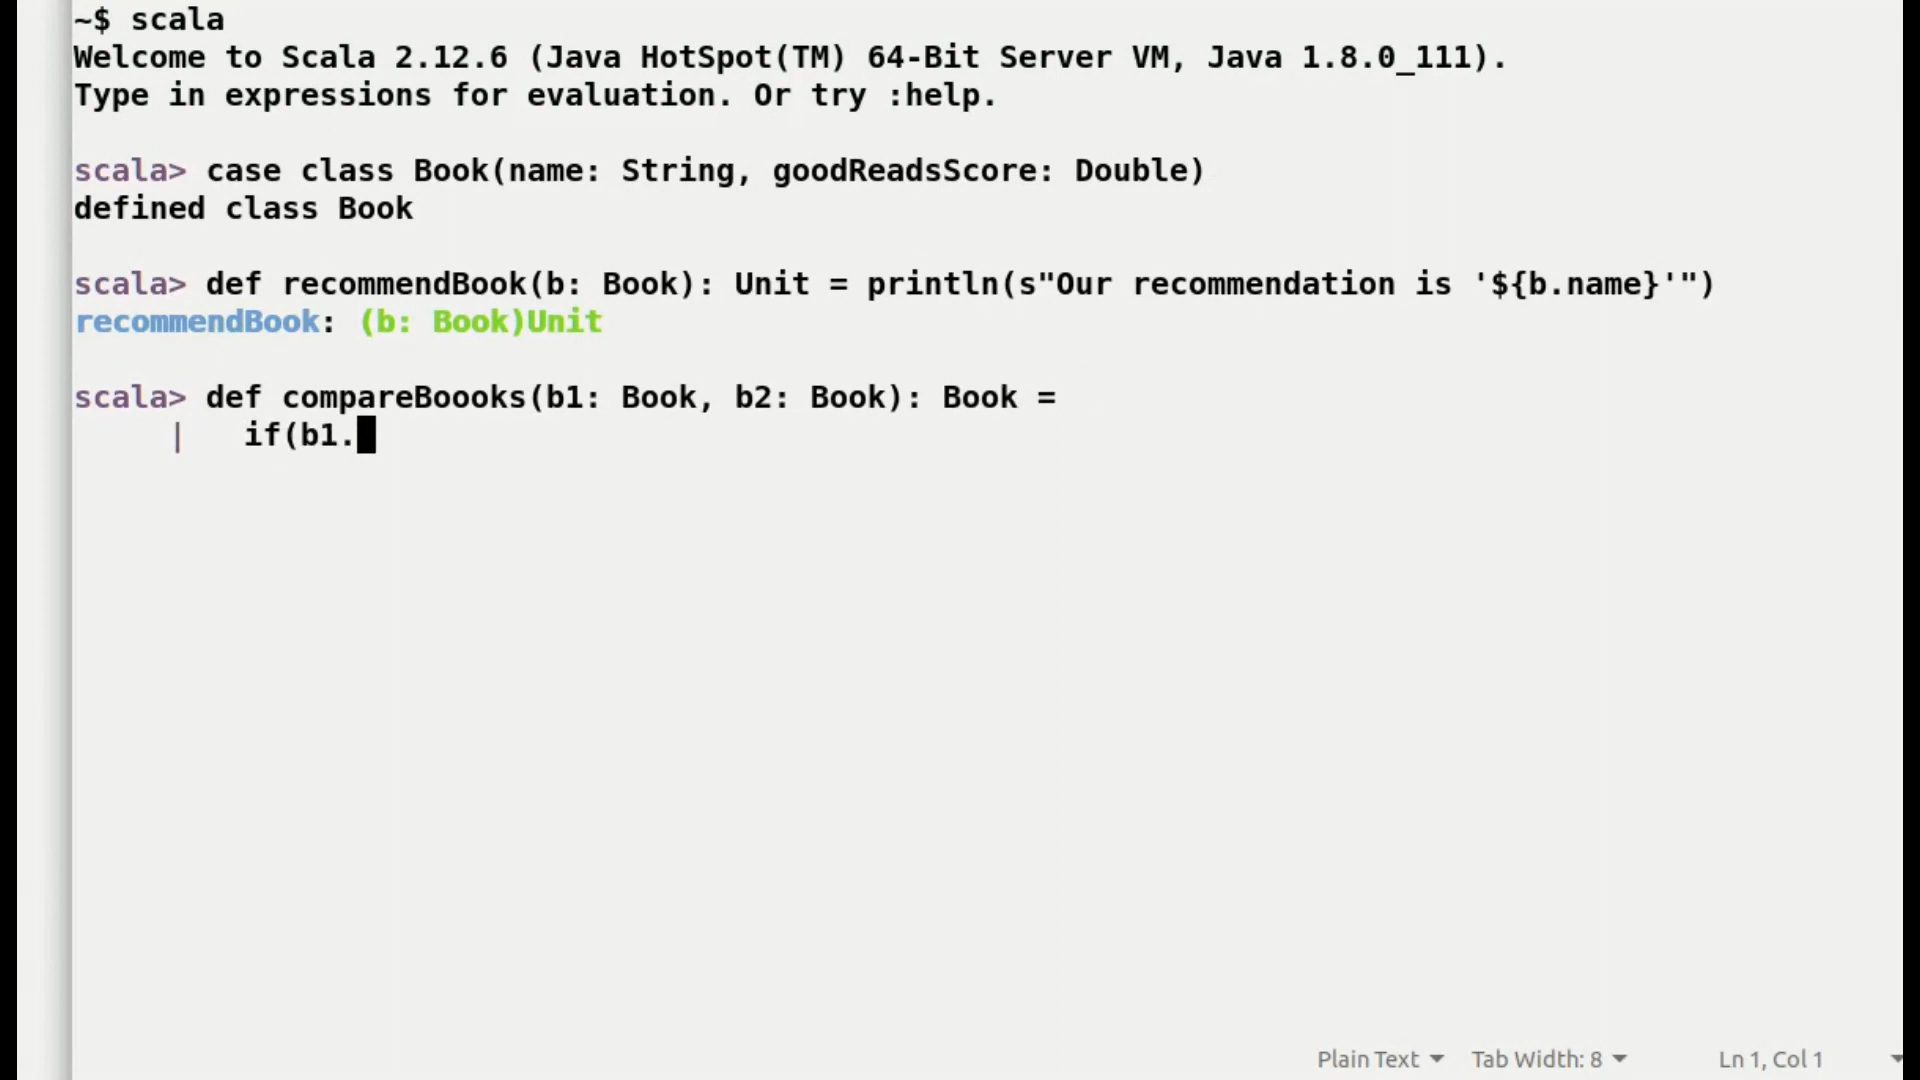 ~$ scala
Welcome to Scala 2.12.6 (Java HotSpot(TM) 64-Bit Server VM, Java 1.8.0_111).
Type in expressions for evaluation. Or try :help.
scala> case class Book(name: String, goodReadsScore: Double)
defined class Book
scala> def recommendBook(b: Book): Unit = println(s"Our recommendation is '${b.name}'")
recommendBook: (b: Book)Unit
scala> def compareBoooks(b1: Book, b2: Book): Book =
| if(b1.
Plain Text Tab Width: 8 Ln 1, Col 1